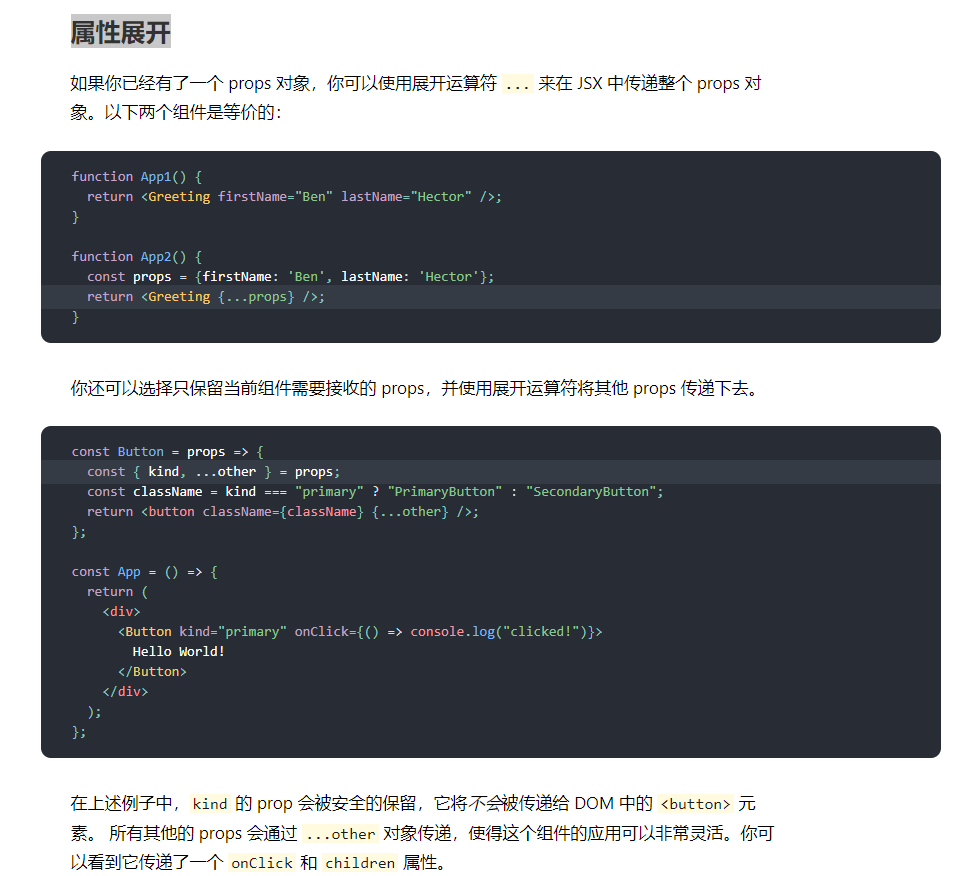 属性展开
如果你已经有了一个 props 对象，你可以使用展开运算符 ... 来在 JSX 中传递整个 props 对
象。以下两个组件是等价的：
function App1() {
  return <Greeting firstName="Ben" lastName="Hector" />;
}
function App2() {
  const props = {firstName: 'Ben', lastName: 'Hector'};
  return <Greeting {...props} />;
}
你还可以选择只保留当前组件需要接收的 props，并使用展开运算符将其他 props 传递下去。
const Button = props => {
  const { kind, ...other } = props;
  const className = kind === "primary" ? "PrimaryButton" : "SecondaryButton";
  return <button className={className} {...other} />;
};
const App = () => {
  return (
    <div>
      <Button kind="primary" onClick={() => console.log("clicked!")}>
        Hello World!
      </Button>
    </div>
  );
};
在上述例子中，kind 的 prop 会被安全的保留，它将不会被传递给 DOM 中的 <button> 元
素。 所有其他的 props 会通过 ...other 对象传递，使得这个组件的应用可以非常灵活。你可
以看到它传递了一个 onClick 和 children 属性。